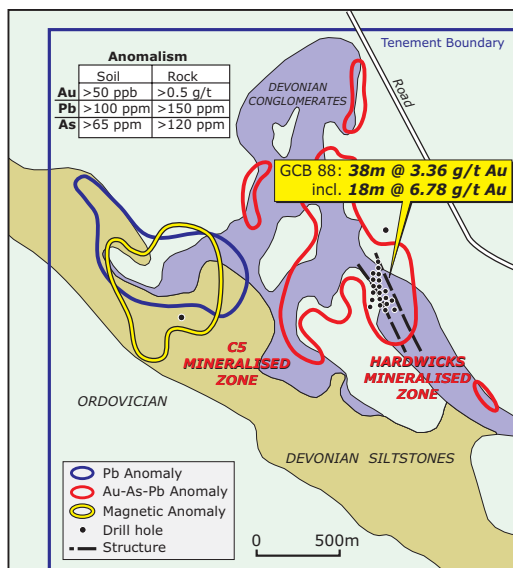 Tenement Boundary
Anomalism
Soil Rock
Au >50 ppb >0.5 g/t
Pb >100 ppm >150 ppm
As >65 ppm >120 ppm
DEVONIAN
CONGLOMERATES
Road
GCB 88: 38m @ 3.36 g/t Au
incl. 18m @ 6.78 g/t Au
C5
MINERALISED
ZONE
HARDWICKS
MINERALISED
ZONE
ORDOVICIAN
DEVONIAN SILTSTONES
Pb Anomaly
Au-As-Pb Anomaly
Magnetic Anomaly
Drill hole
Structure
0 500m